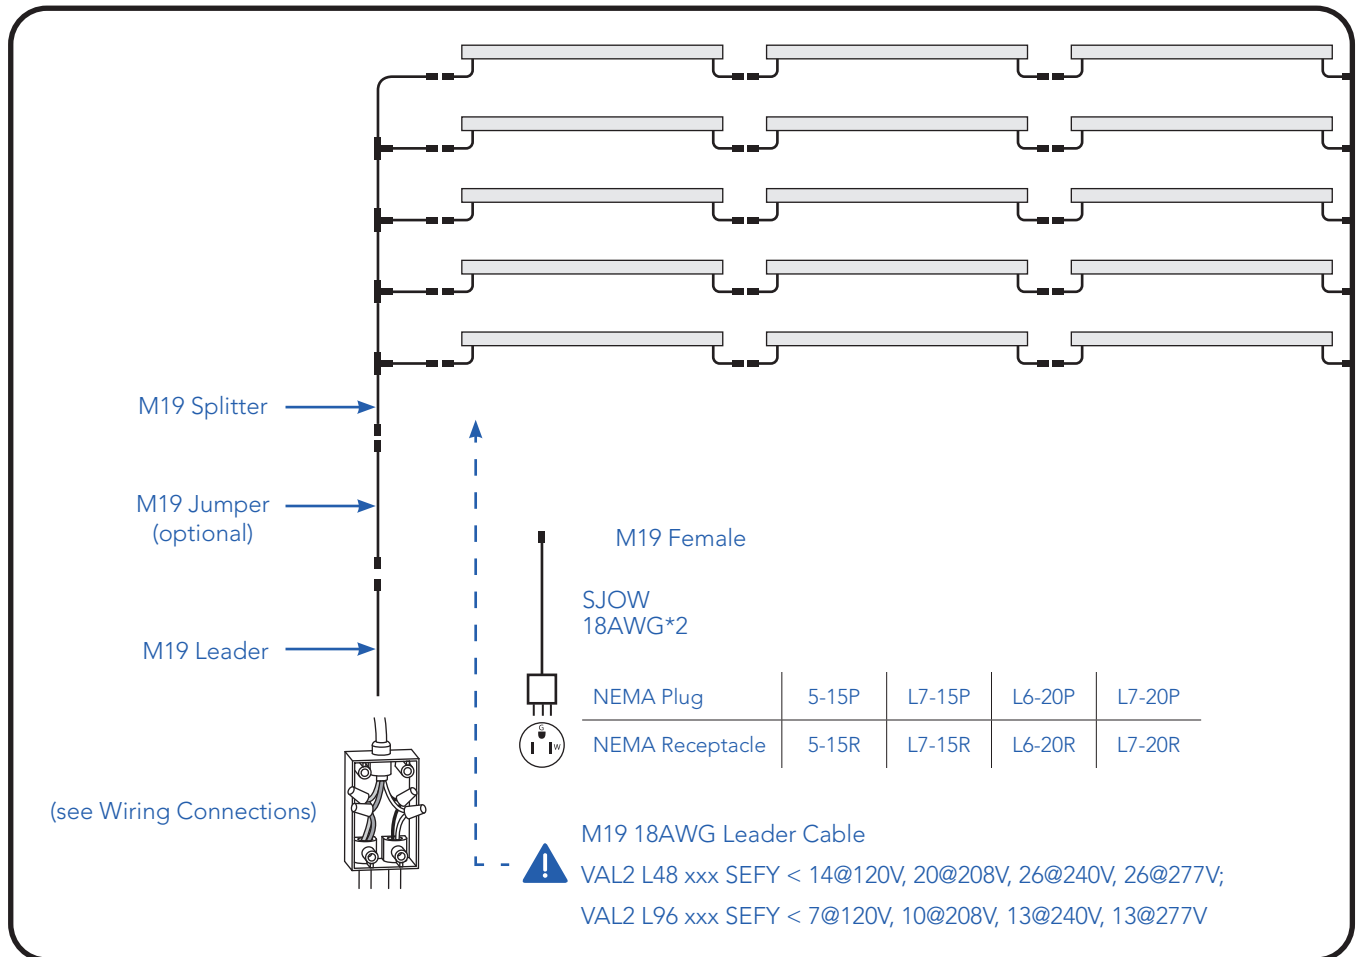 M19 Splitter
M19 Jumper
(optional)
M19 Female
SJOW
18AWG*2
M19 Leader
NEMA Plug 5-15P L7-15P L6-20P L7-20P
G
W
NEMA Receptacle 5-15R L7-15R L6-20R L7-20R
(see Wiring Connections)
M19 18AWG Leader Cable
!
VAL2 L48 xxx SEFY < 14@120V, 20@208V, 26@240V, 26@277V;
VAL2 L96 xxx SEFY < 7@120V, 10@208V, 13@240V, 13@277V